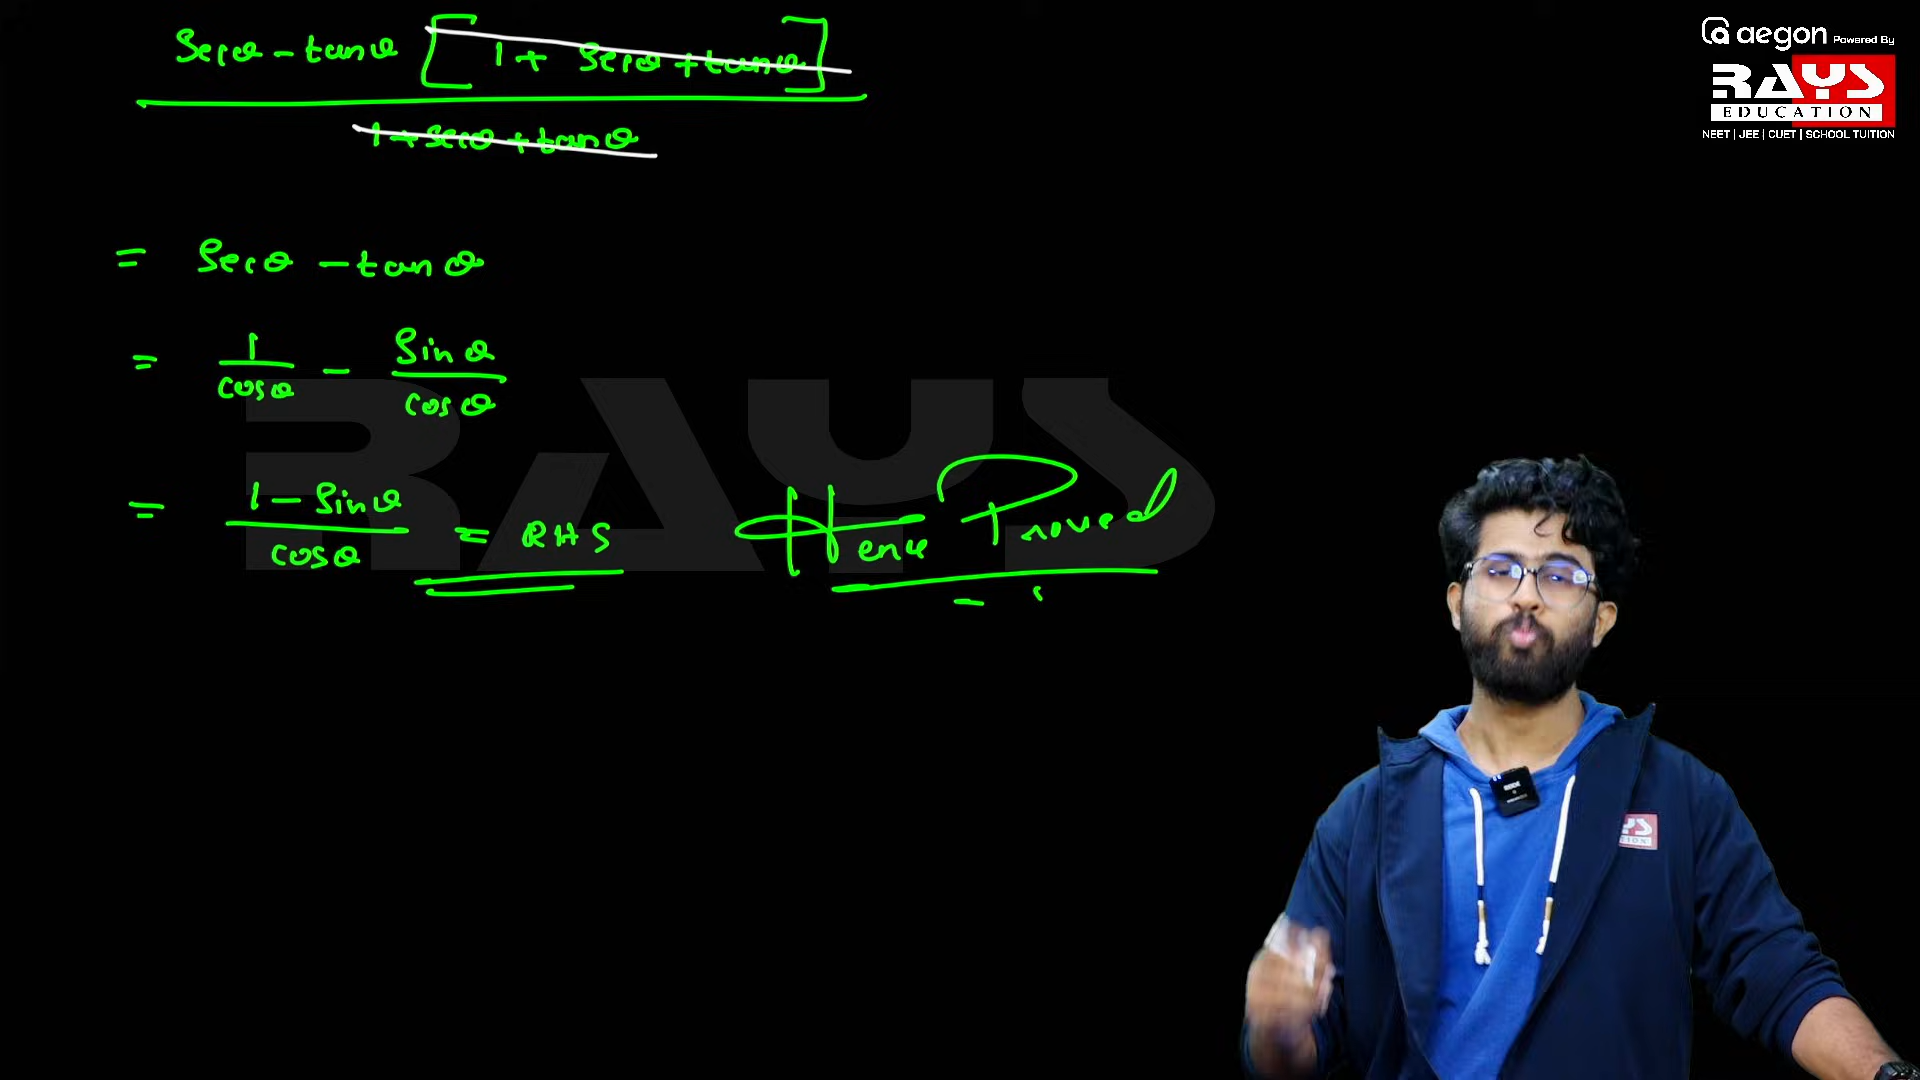 Secθ - tanθ [ 1 + Secθ + tanθ ]
1 + Secθ + tanθ
aegon Powered By
RAYS
EDUCATION
NEET | JEE | CUET | SCHOOL TUITION
= Secθ - tanθ
= 1/cosθ - Sinθ/cosθ
= 1 - Sinθ/cosθ = RHS Hence Proved
RAYS